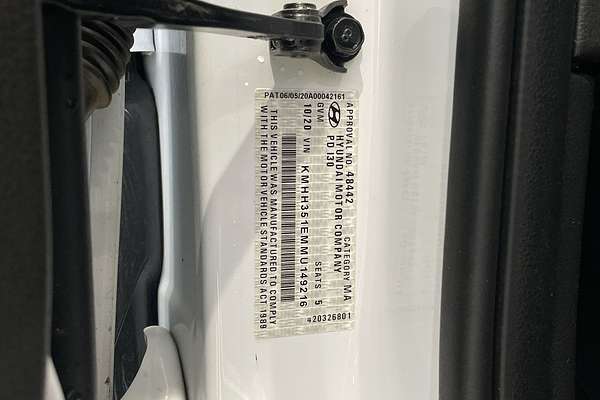 PAT06/05/20A00042161
APPROVAL NO. 48442 CATEGORY MA
HYUNDAI MOTOR COMPANY
PD I30
GVM SEATS 5
10/20 VIN KMHH351EMMU149216
THIS VEHICLE WAS MANUFACTURED TO COMPLY
WITH THE MOTOR VEHICLE STANDARDS ACT 1989
420326801